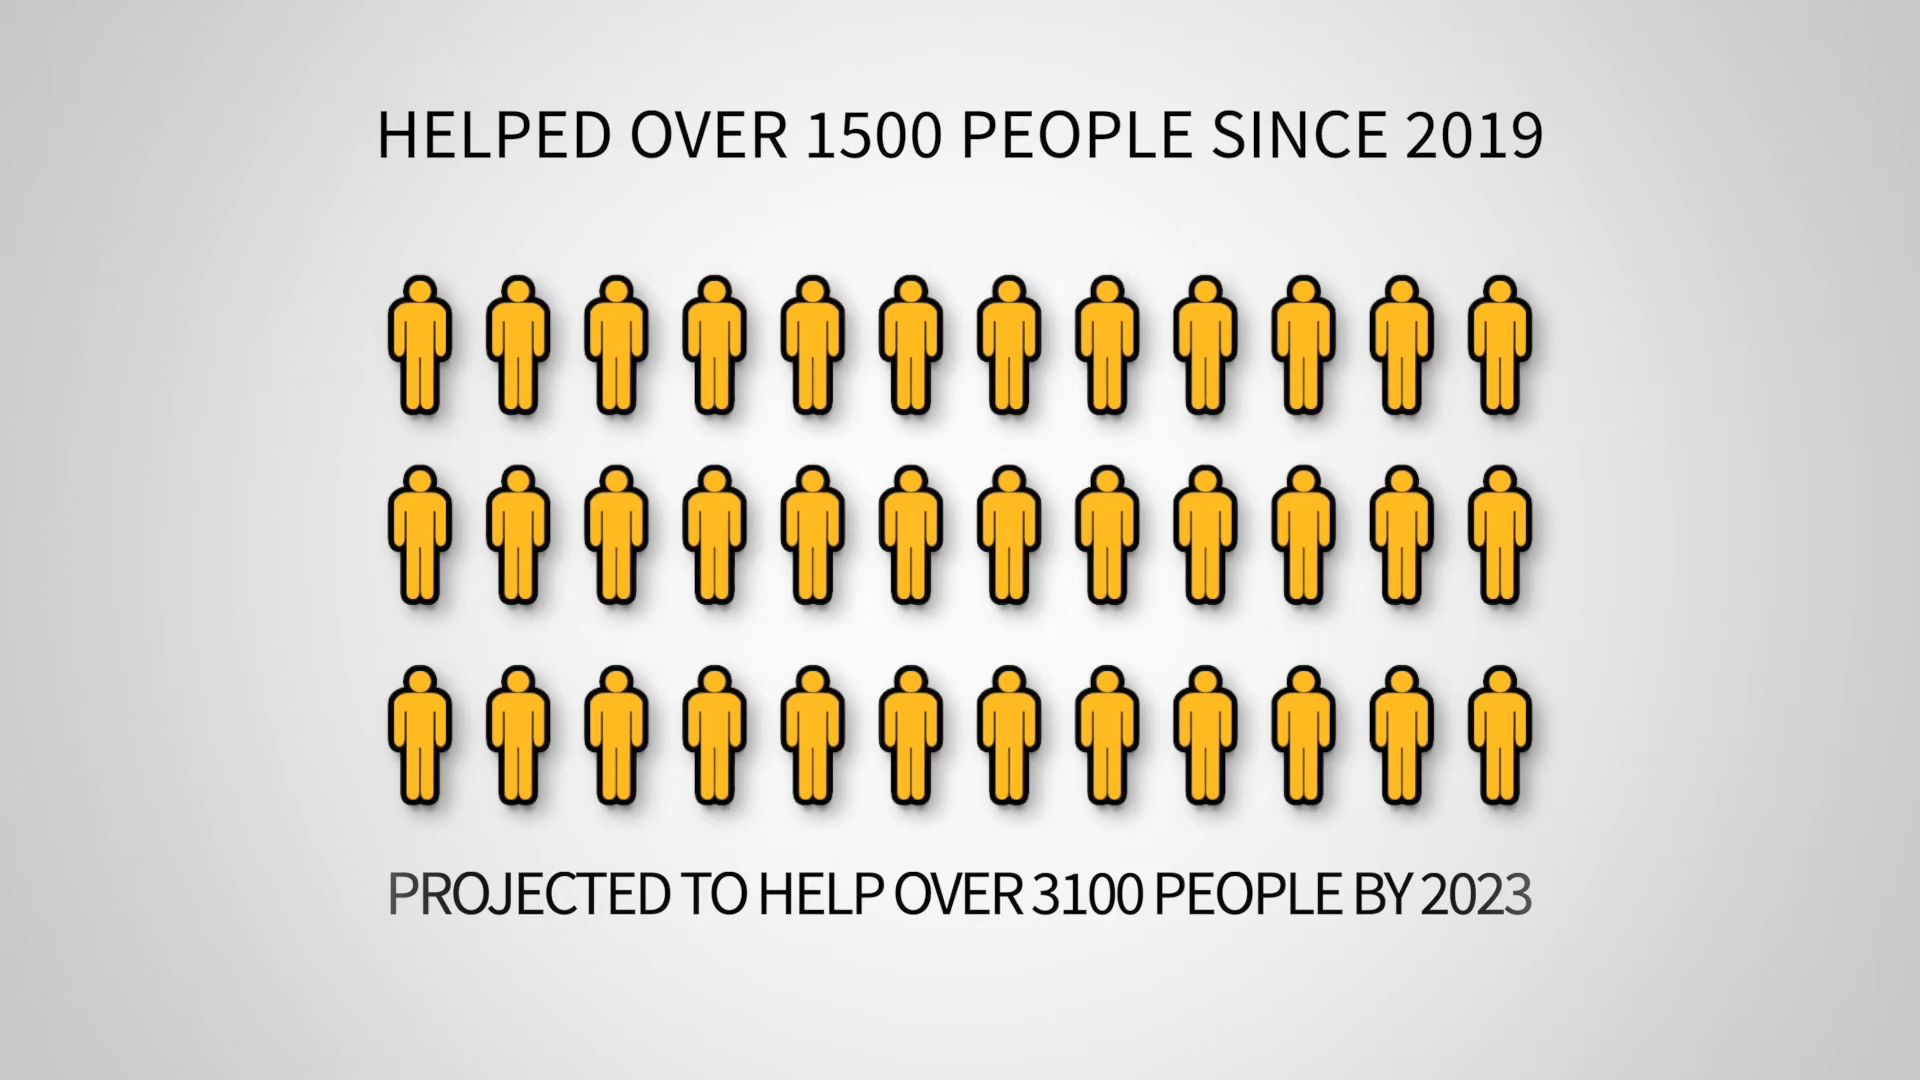 HELPED OVER 1500 PEOPLE SINCE 2019
PROJECTED TO HELP OVER 3100 PEOPLE BY 2023